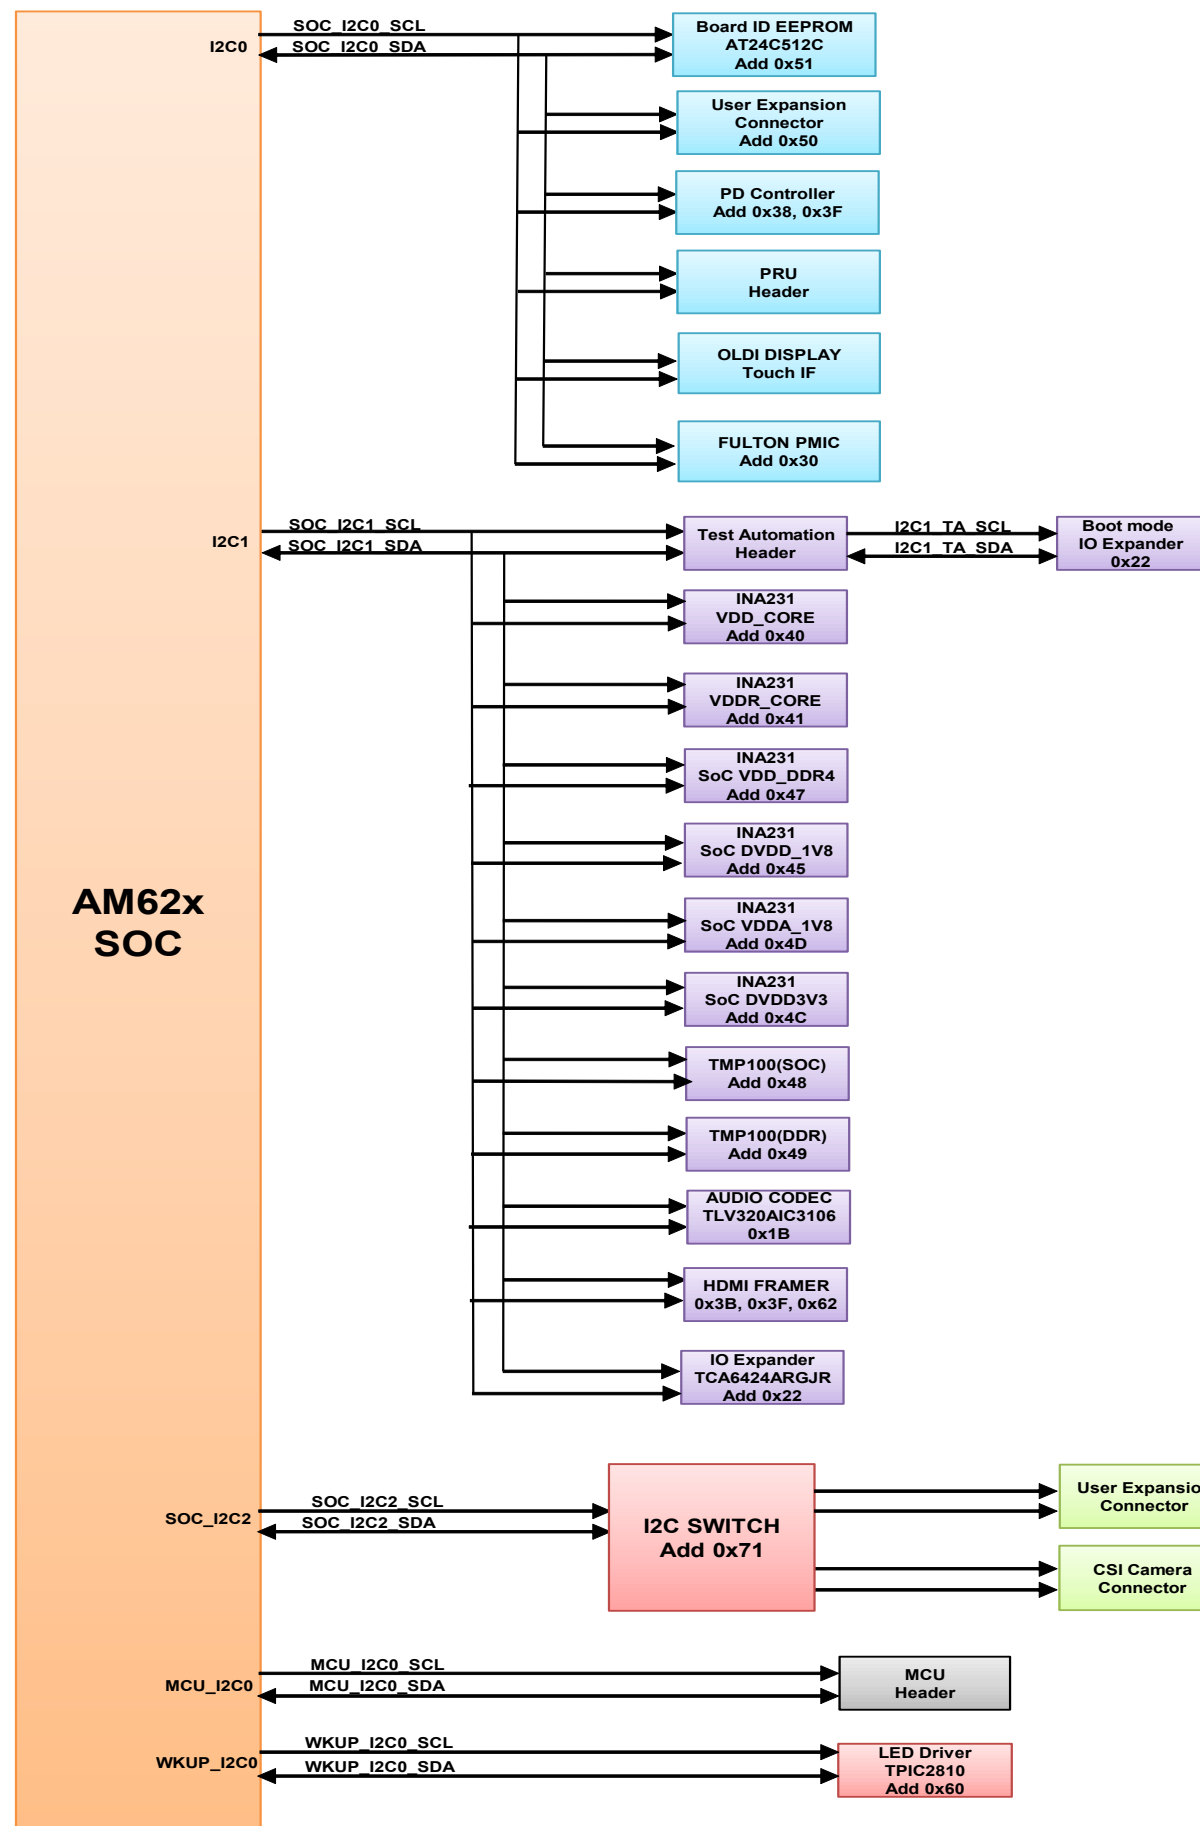 AM62x
SOC
I2C0
SOC_I2C0_SCL
SOC_I2C0_SDA
Board ID EEPROM
AT24C512C
Add 0x51
User Expansion
Connector
Add 0x50
PD Controller
Add 0x38, 0x3F
PRU
Header
OLDI DISPLAY
Touch IF
FULTON PMIC
Add 0x30
I2C1
SOC_I2C1_SCL
SOC_I2C1_SDA
Test Automation
Header
I2C1_TA_SCL
I2C1_TA_SDA
Boot mode
IO Expander
0x22
INA231
VDD_CORE
Add 0x40
INA231
VDDR_CORE
Add 0x41
INA231
SoC VDD_DDR4
Add 0x47
INA231
SoC DVDD_1V8
Add 0x45
INA231
SoC VDDA_1V8
Add 0x4D
INA231
SoC DVDD3V3
Add 0x4C
TMP100(SOC)
Add 0x48
TMP100(DDR)
Add 0x49
AUDIO CODEC
TLV320AIC3106
0x1B
HDMI FRAMER
0x3B, 0x3F, 0x62
IO Expander
TCA6424ARGJR
Add 0x22
SOC_I2C2
SOC_I2C2_SCL
SOC_I2C2_SDA
I2C SWITCH
Add 0x71
User Expansio
Connector
CSI Camera
Connector
MCU_I2C0
MCU_I2C0_SCL
MCU_I2C0_SDA
MCU
Header
WKUP_I2C0
WKUP_I2C0_SCL
WKUP_I2C0_SDA
LED Driver
TPIC2810
Add 0x60